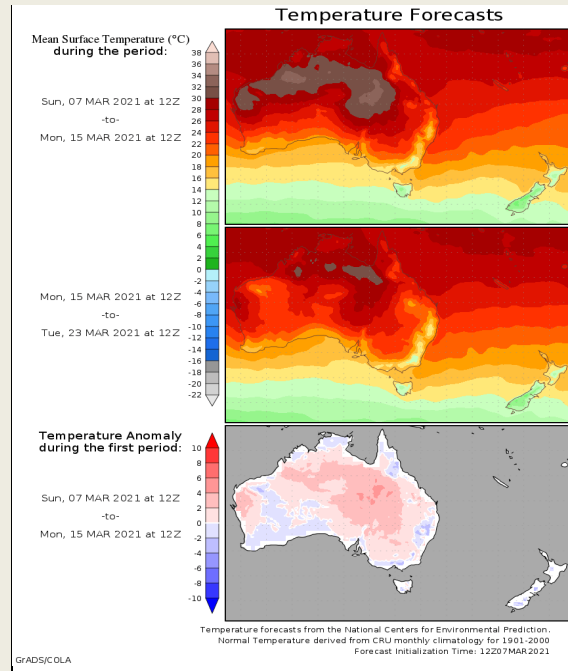 Temperature Forecasts
Mean Surface Temperature (°C)
during the period:
Sun, 07 MAR 2021 at 12Z
-to-
Mon, 15 MAR 2021 at 12Z
38
36
34
32
30
28
26
24
22
20
18
16
14
12
10
8
6
4
2
0
-2
-4
-6
-8
-10
-12
-14
-16
-18
-20
-22
Mon, 15 MAR 2021 at 12Z
-to-
Tue, 23 MAR 2021 at 12Z
Temperature Anomaly
during the first period:
Sun, 07 MAR 2021 at 12Z
-to-
Mon, 15 MAR 2021 at 12Z
10
8
6
4
2
0
-2
-4
-6
-8
-10
Temperature forecasts from the National Centers for Environmental Prediction.
Normal Temperature derived from CRU monthly climatology for 1901-2000
Forecast Initialization Time: 12Z07MAR2021
GrADS/COLA